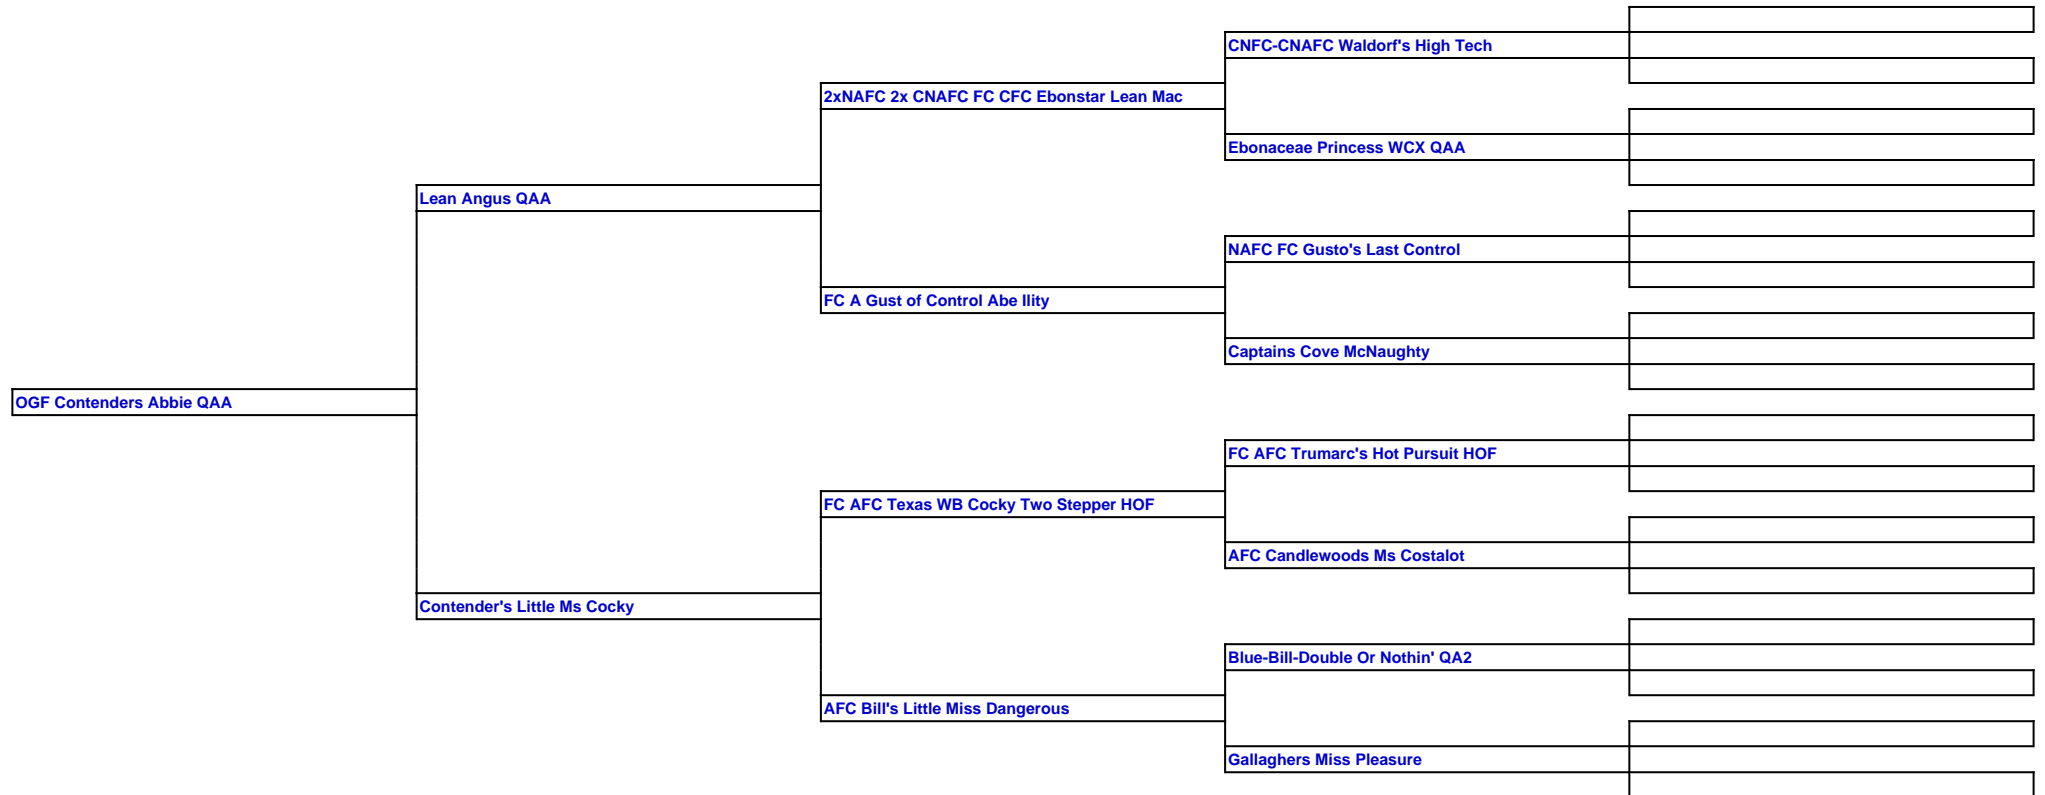 CNFC-CNAFC Waldorf's High Tech
2xNAFC 2x CNAFC FC CFC Ebonstar Lean Mac
Ebonaceae Princess WCX QAA
Lean Angus QAA
NAFC FC Gusto's Last Control
FC A Gust of Control Abe Ility
Captains Cove McNaughty
OGF Contenders Abbie QAA
FC AFC Trumarc's Hot Pursuit HOF
FC AFC Texas WB Cocky Two Stepper HOF
AFC Candlewoods Ms Costalot
Contender's Little Ms Cocky
Blue-Bill-Double Or Nothin' QA2
AFC Bill's Little Miss Dangerous
Gallaghers Miss Pleasure